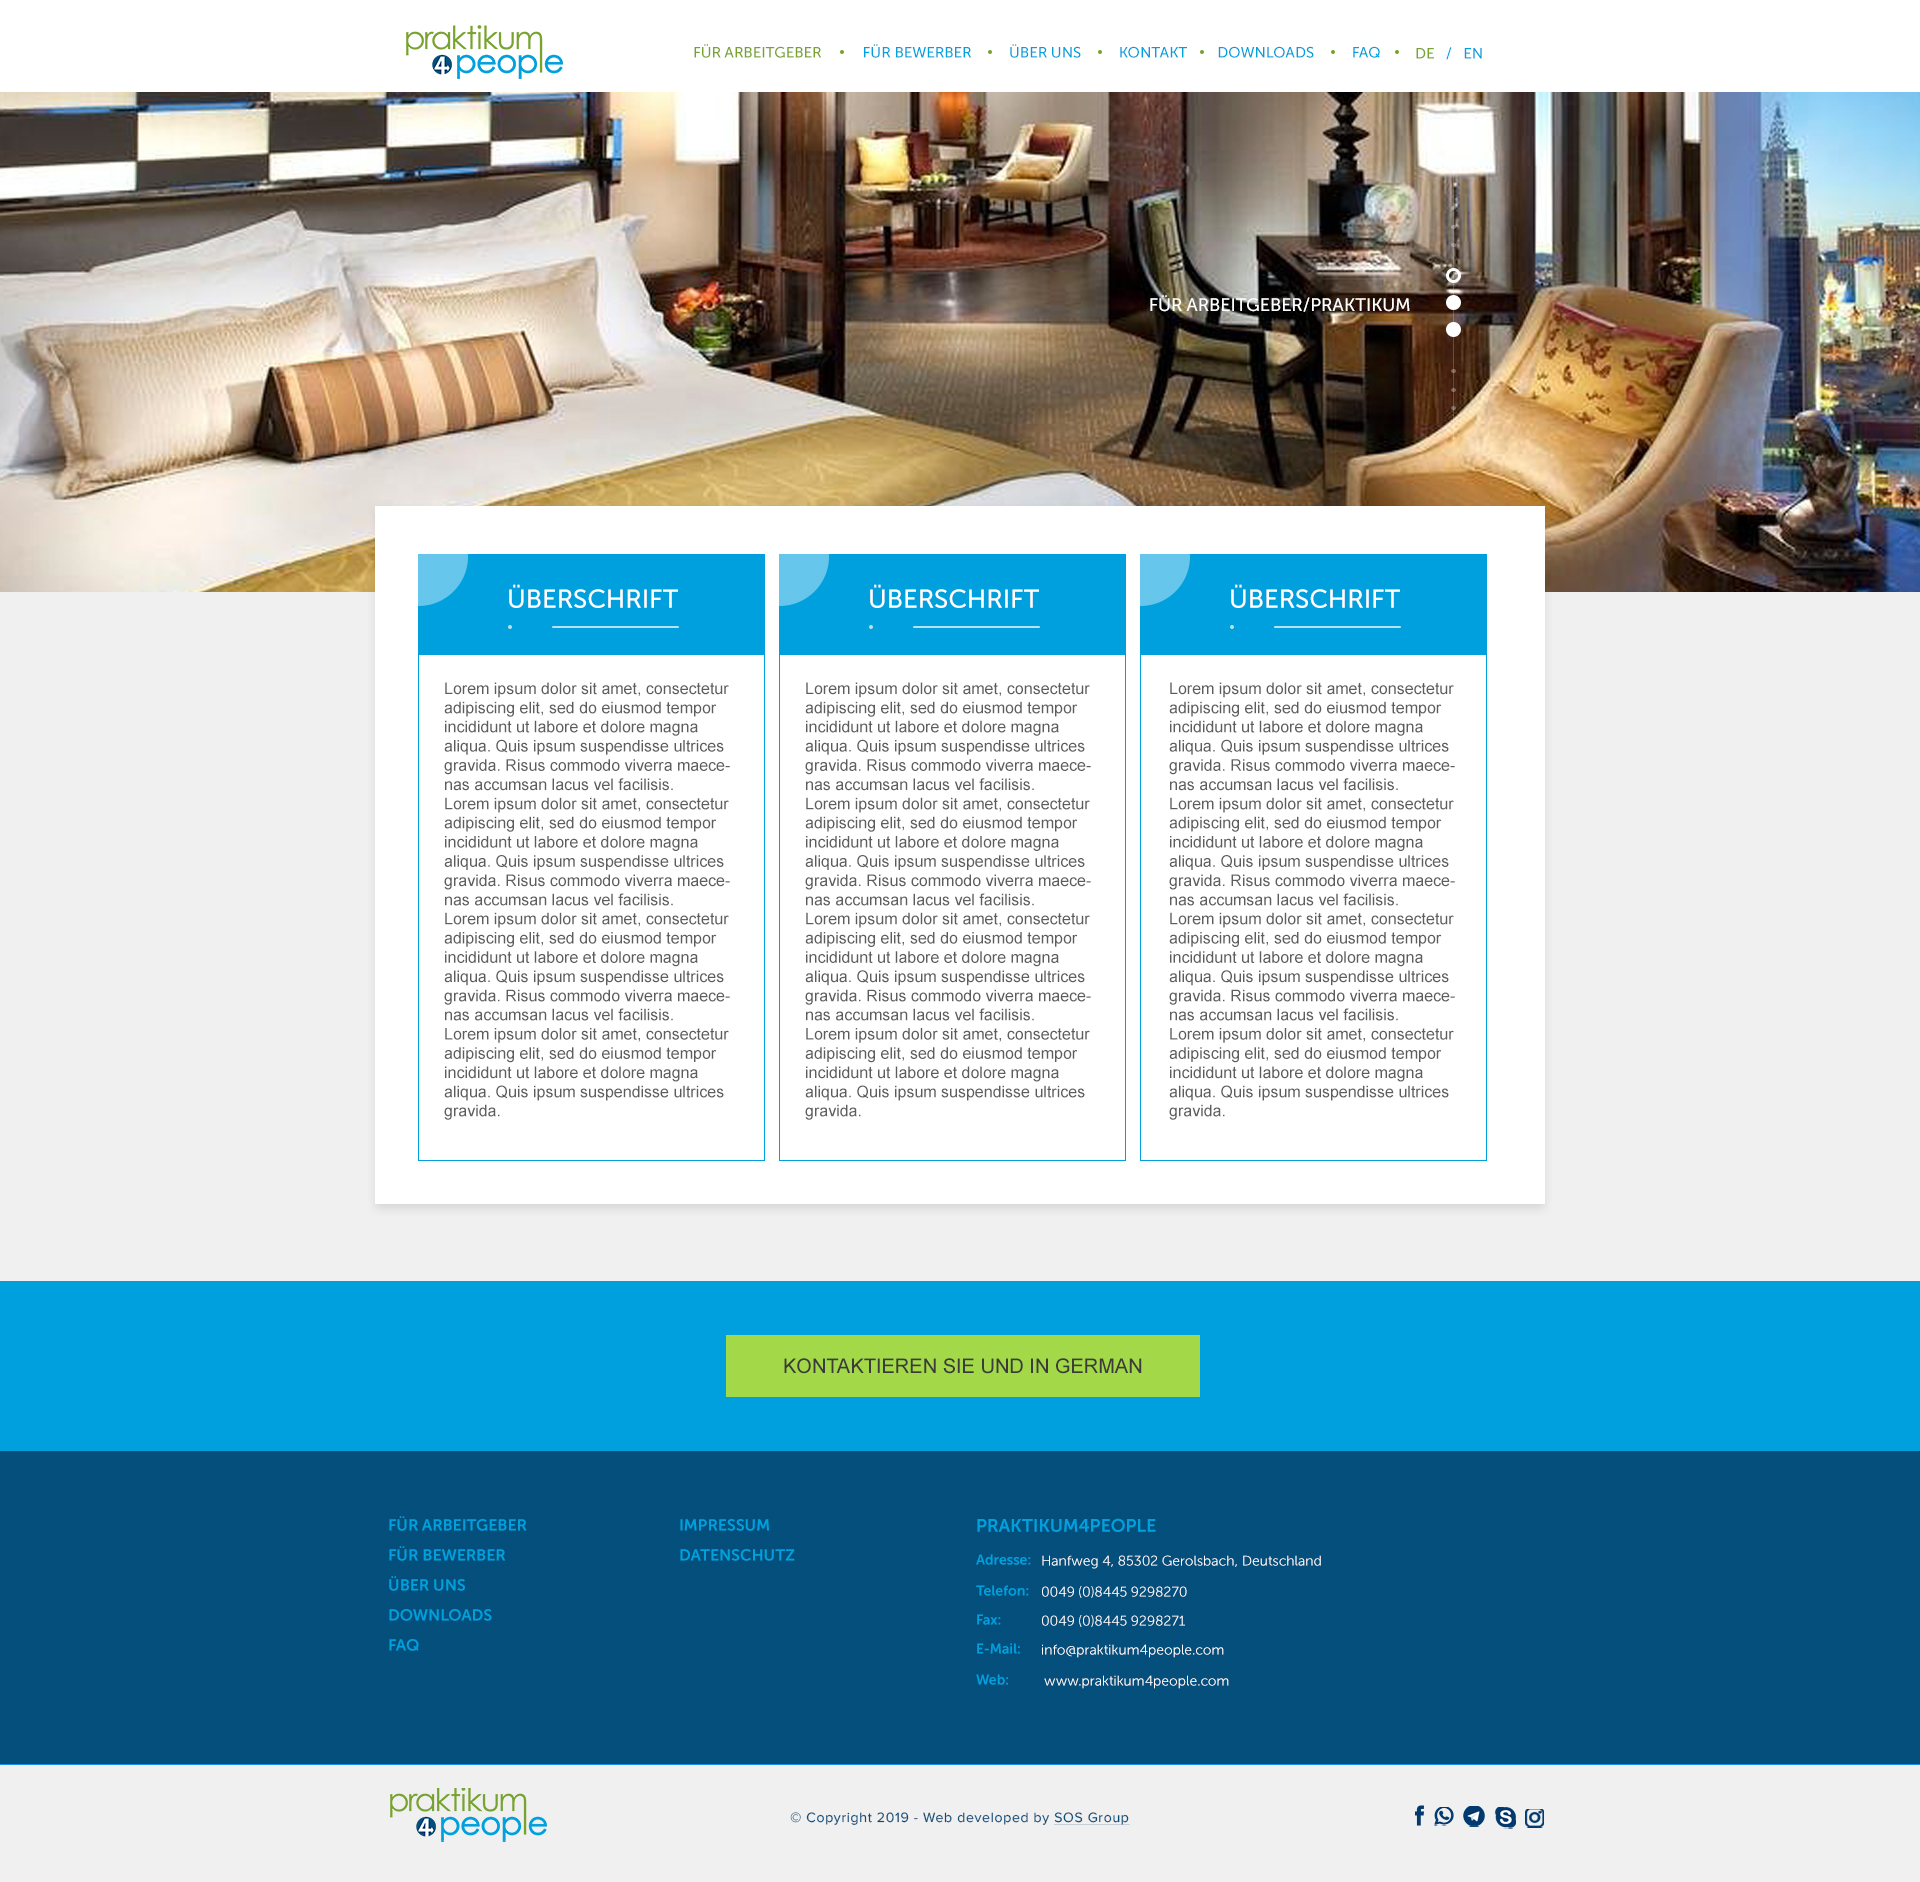 praktikum
4people
FÜR ARBEITGEBER • FÜR BEWERBER • ÜBER UNS • KONTAKT • DOWNLOADS • FAQ • DE / EN
FÜR ARBEITGEBER/PRAKTIKUM
ÜBERSCHRIFT
Lorem ipsum dolor sit amet, consectetur
adipiscing elit, sed do eiusmod tempor
incididunt ut labore et dolore magna
aliqua. Quis ipsum suspendisse ultrices
gravida. Risus commodo viverra maece-
nas accumsan lacus vel facilisis.
Lorem ipsum dolor sit amet, consectetur
adipiscing elit, sed do eiusmod tempor
incididunt ut labore et dolore magna
aliqua. Quis ipsum suspendisse ultrices
gravida. Risus commodo viverra maece-
nas accumsan lacus vel facilisis.
Lorem ipsum dolor sit amet, consectetur
adipiscing elit, sed do eiusmod tempor
incididunt ut labore et dolore magna
aliqua. Quis ipsum suspendisse ultrices
gravida. Risus commodo viverra maece-
nas accumsan lacus vel facilisis.
Lorem ipsum dolor sit amet, consectetur
adipiscing elit, sed do eiusmod tempor
incididunt ut labore et dolore magna
aliqua. Quis ipsum suspendisse ultrices
gravida.
ÜBERSCHRIFT
Lorem ipsum dolor sit amet, consectetur
adipiscing elit, sed do eiusmod tempor
incididunt ut labore et dolore magna
aliqua. Quis ipsum suspendisse ultrices
gravida. Risus commodo viverra maece-
nas accumsan lacus vel facilisis.
Lorem ipsum dolor sit amet, consectetur
adipiscing elit, sed do eiusmod tempor
incididunt ut labore et dolore magna
aliqua. Quis ipsum suspendisse ultrices
gravida. Risus commodo viverra maece-
nas accumsan lacus vel facilisis.
Lorem ipsum dolor sit amet, consectetur
adipiscing elit, sed do eiusmod tempor
incididunt ut labore et dolore magna
aliqua. Quis ipsum suspendisse ultrices
gravida. Risus commodo viverra maece-
nas accumsan lacus vel facilisis.
Lorem ipsum dolor sit amet, consectetur
adipiscing elit, sed do eiusmod tempor
incididunt ut labore et dolore magna
aliqua. Quis ipsum suspendisse ultrices
gravida.
ÜBERSCHRIFT
Lorem ipsum dolor sit amet, consectetur
adipiscing elit, sed do eiusmod tempor
incididunt ut labore et dolore magna
aliqua. Quis ipsum suspendisse ultrices
gravida. Risus commodo viverra maece-
nas accumsan lacus vel facilisis.
Lorem ipsum dolor sit amet, consectetur
adipiscing elit, sed do eiusmod tempor
incididunt ut labore et dolore magna
aliqua. Quis ipsum suspendisse ultrices
gravida. Risus commodo viverra maece-
nas accumsan lacus vel facilisis.
Lorem ipsum dolor sit amet, consectetur
adipiscing elit, sed do eiusmod tempor
incididunt ut labore et dolore magna
aliqua. Quis ipsum suspendisse ultrices
gravida. Risus commodo viverra maece-
nas accumsan lacus vel facilisis.
Lorem ipsum dolor sit amet, consectetur
adipiscing elit, sed do eiusmod tempor
incididunt ut labore et dolore magna
aliqua. Quis ipsum suspendisse ultrices
gravida.
KONTAKTIEREN SIE UND IN GERMAN
FÜR ARBEITGEBER
FÜR BEWERBER
ÜBER UNS
DOWNLOADS
FAQ
IMPRESSUM
DATENSCHUTZ
PRAKTIKUM4PEOPLE
Adresse: Hanfweg 4, 85302 Gerolsbach, Deutschland
Telefon: 0049 (0)8445 9298270
Fax: 0049 (0)8445 9298271
E-Mail: info@praktikum4people.com
Web: www.praktikum4people.com
praktikum
4people
© Copyright 2019 - Web developed by SOS Group